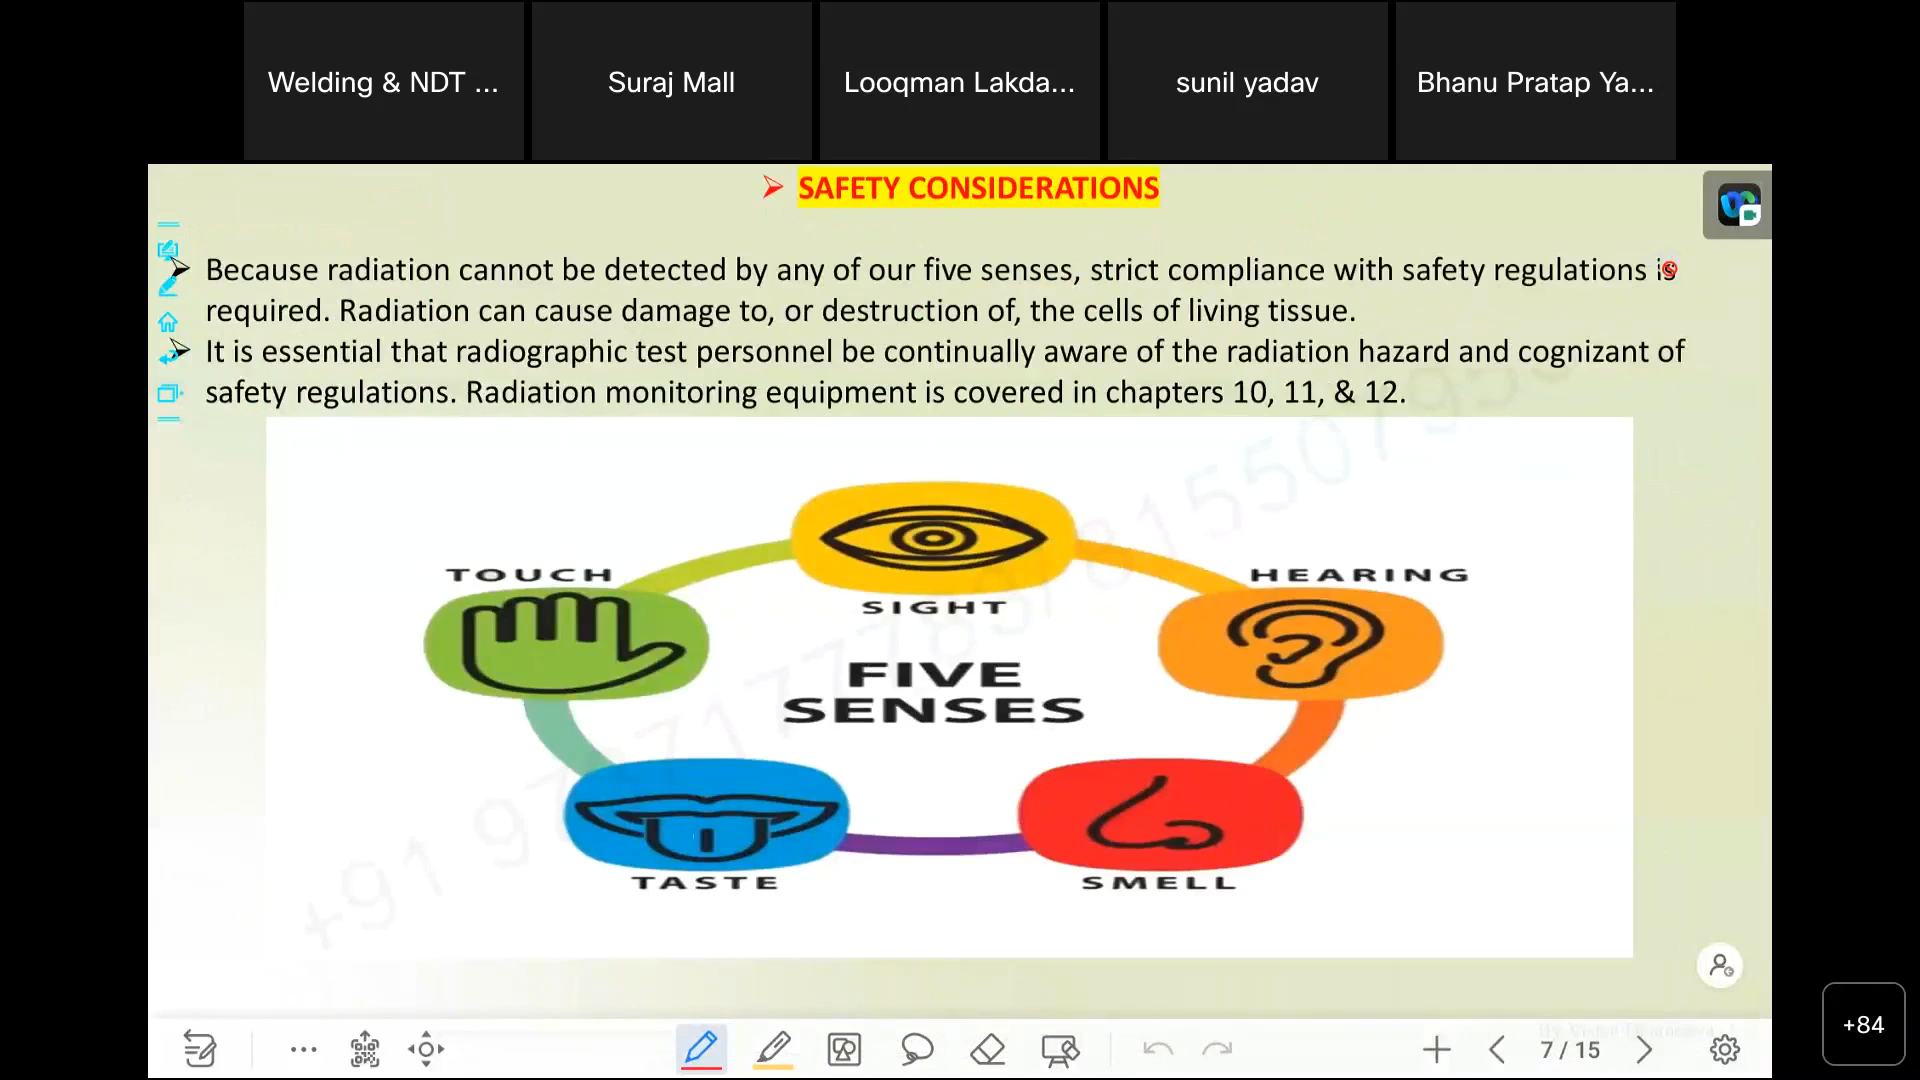 Welding & NDT ...
Suraj Mall
Looqman Lakda...
sunil yadav
Bhanu Pratap Ya...
SAFETY CONSIDERATIONS
Because radiation cannot be detected by any of our five senses, strict compliance with safety regulations is
required. Radiation can cause damage to, or destruction of, the cells of living tissue.
It is essential that radiographic test personnel be continually aware of the radiation hazard and cognizant of
safety regulations. Radiation monitoring equipment is covered in chapters 10, 11, & 12.
SIGHT
TOUCH
HEARING
FIVE
SENSES
TASTE
SMELL
7 / 15
+84